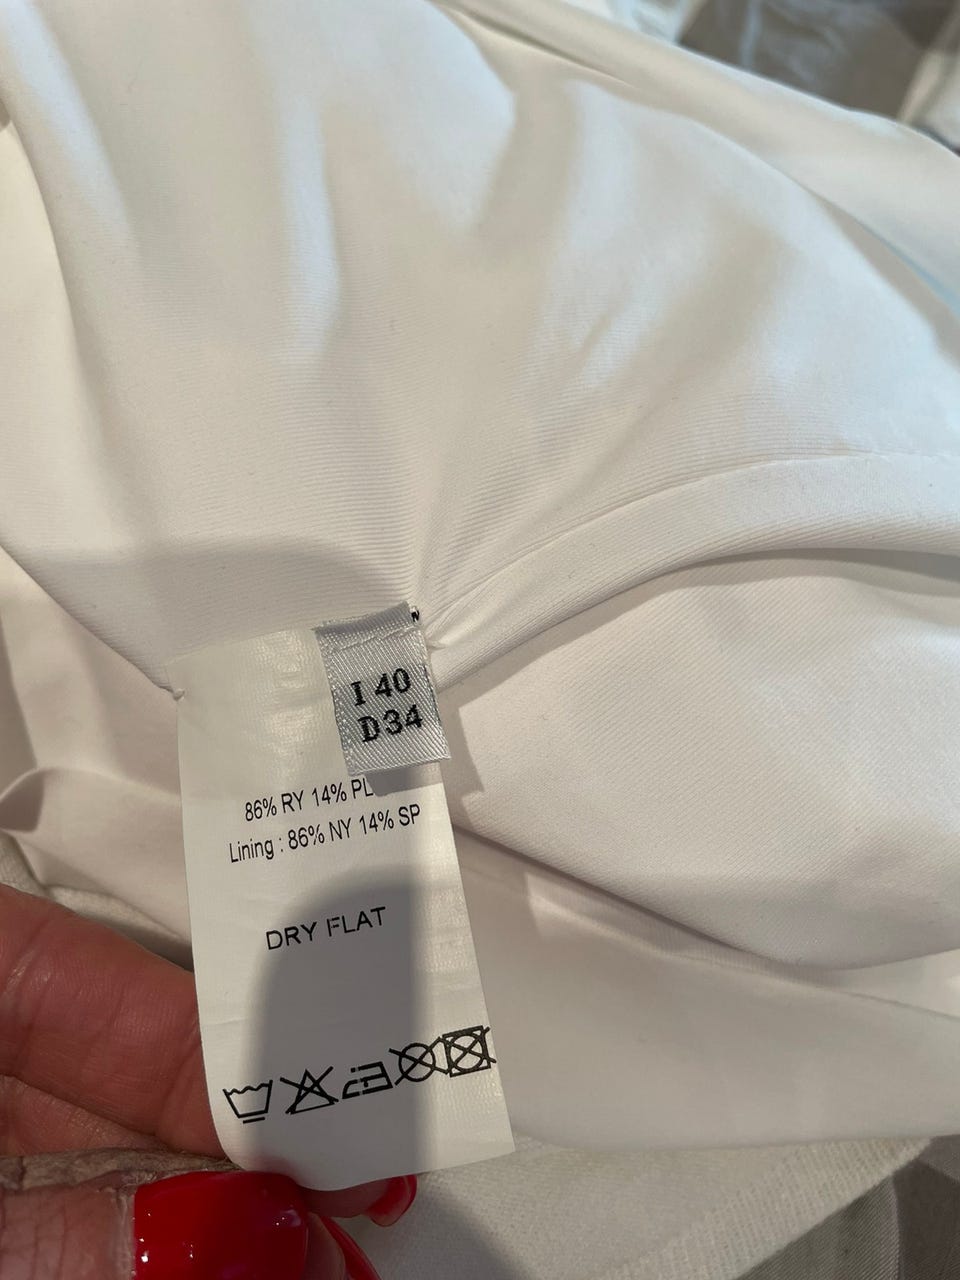 I 40
D34
86% RY 14% PL
Lining : 86% NY 14% SP
DRY FLAT